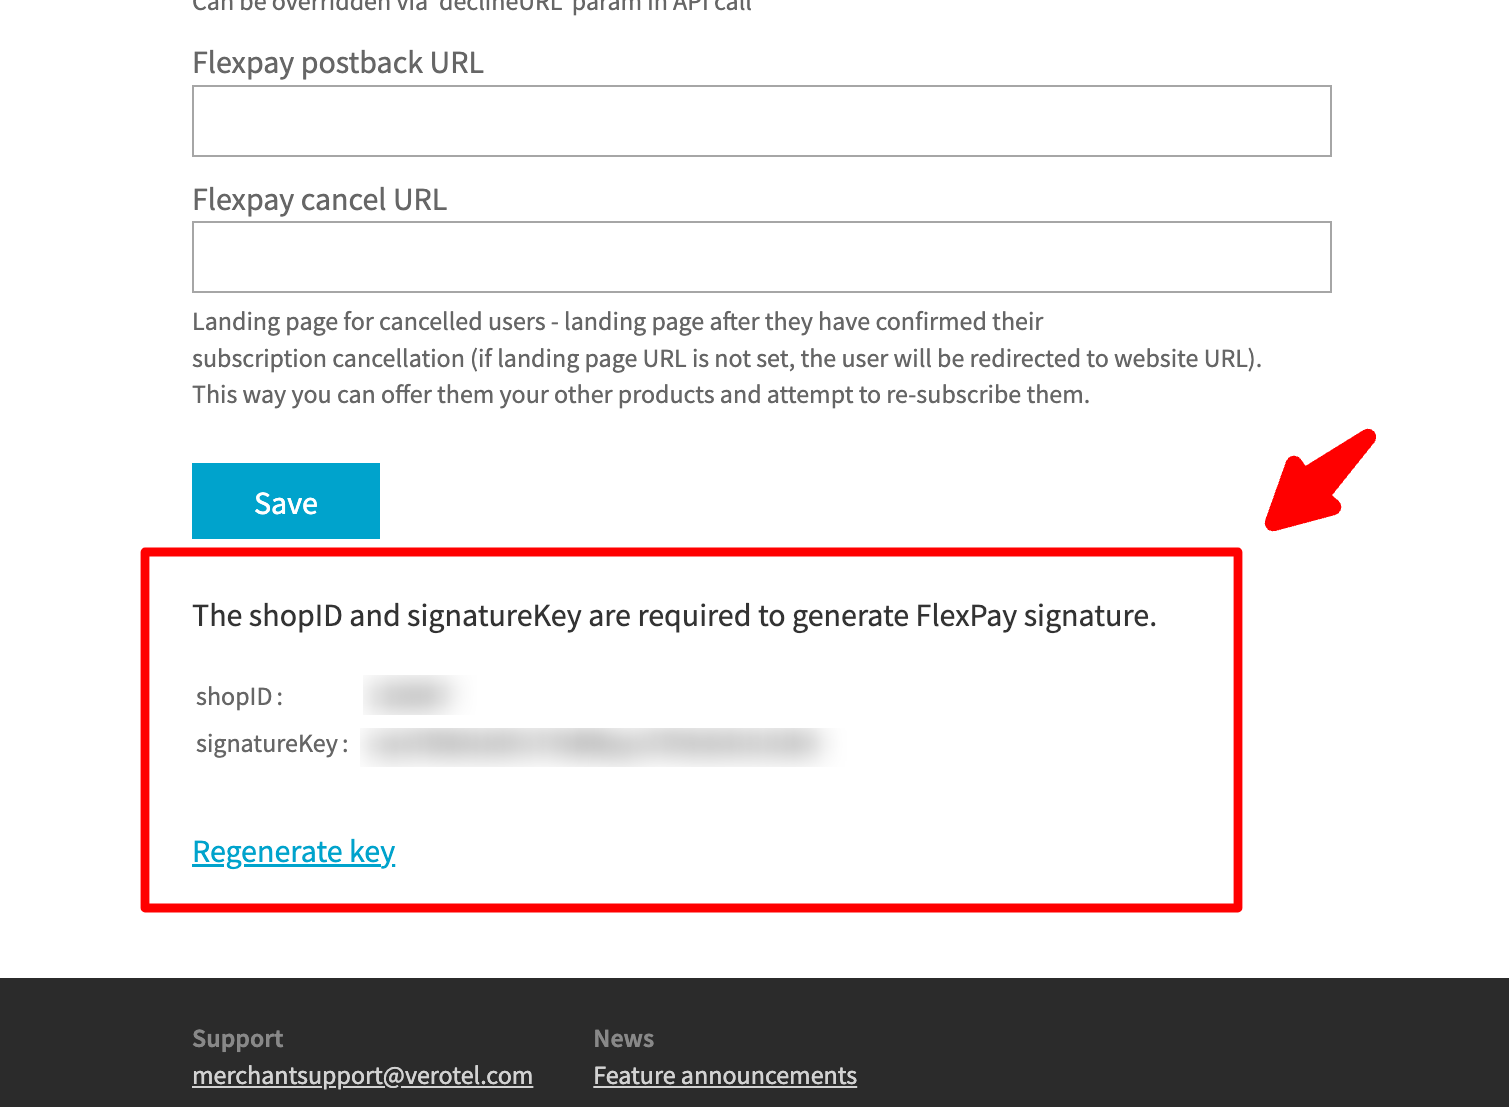 Can be overridden via 'declineURL' param in API call
Flexpay postback URL
Flexpay cancel URL
Landing page for cancelled users - landing page after they have confirmed their
subscription cancellation (if landing page URL is not set, the user will be redirected to website URL).
This way you can offer them your other products and attempt to re-subscribe them.
Save
The shopID and signatureKey are required to generate FlexPay signature.
shopID :
signatureKey :
Regenerate key
Support
News
merchantsupport@verotel.com
Feature announcements